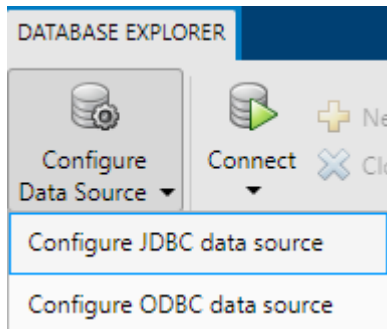 DATABASE EXPLORER
Configure
Data Source
Connect
Configure JDBC data source
Configure ODBC data source